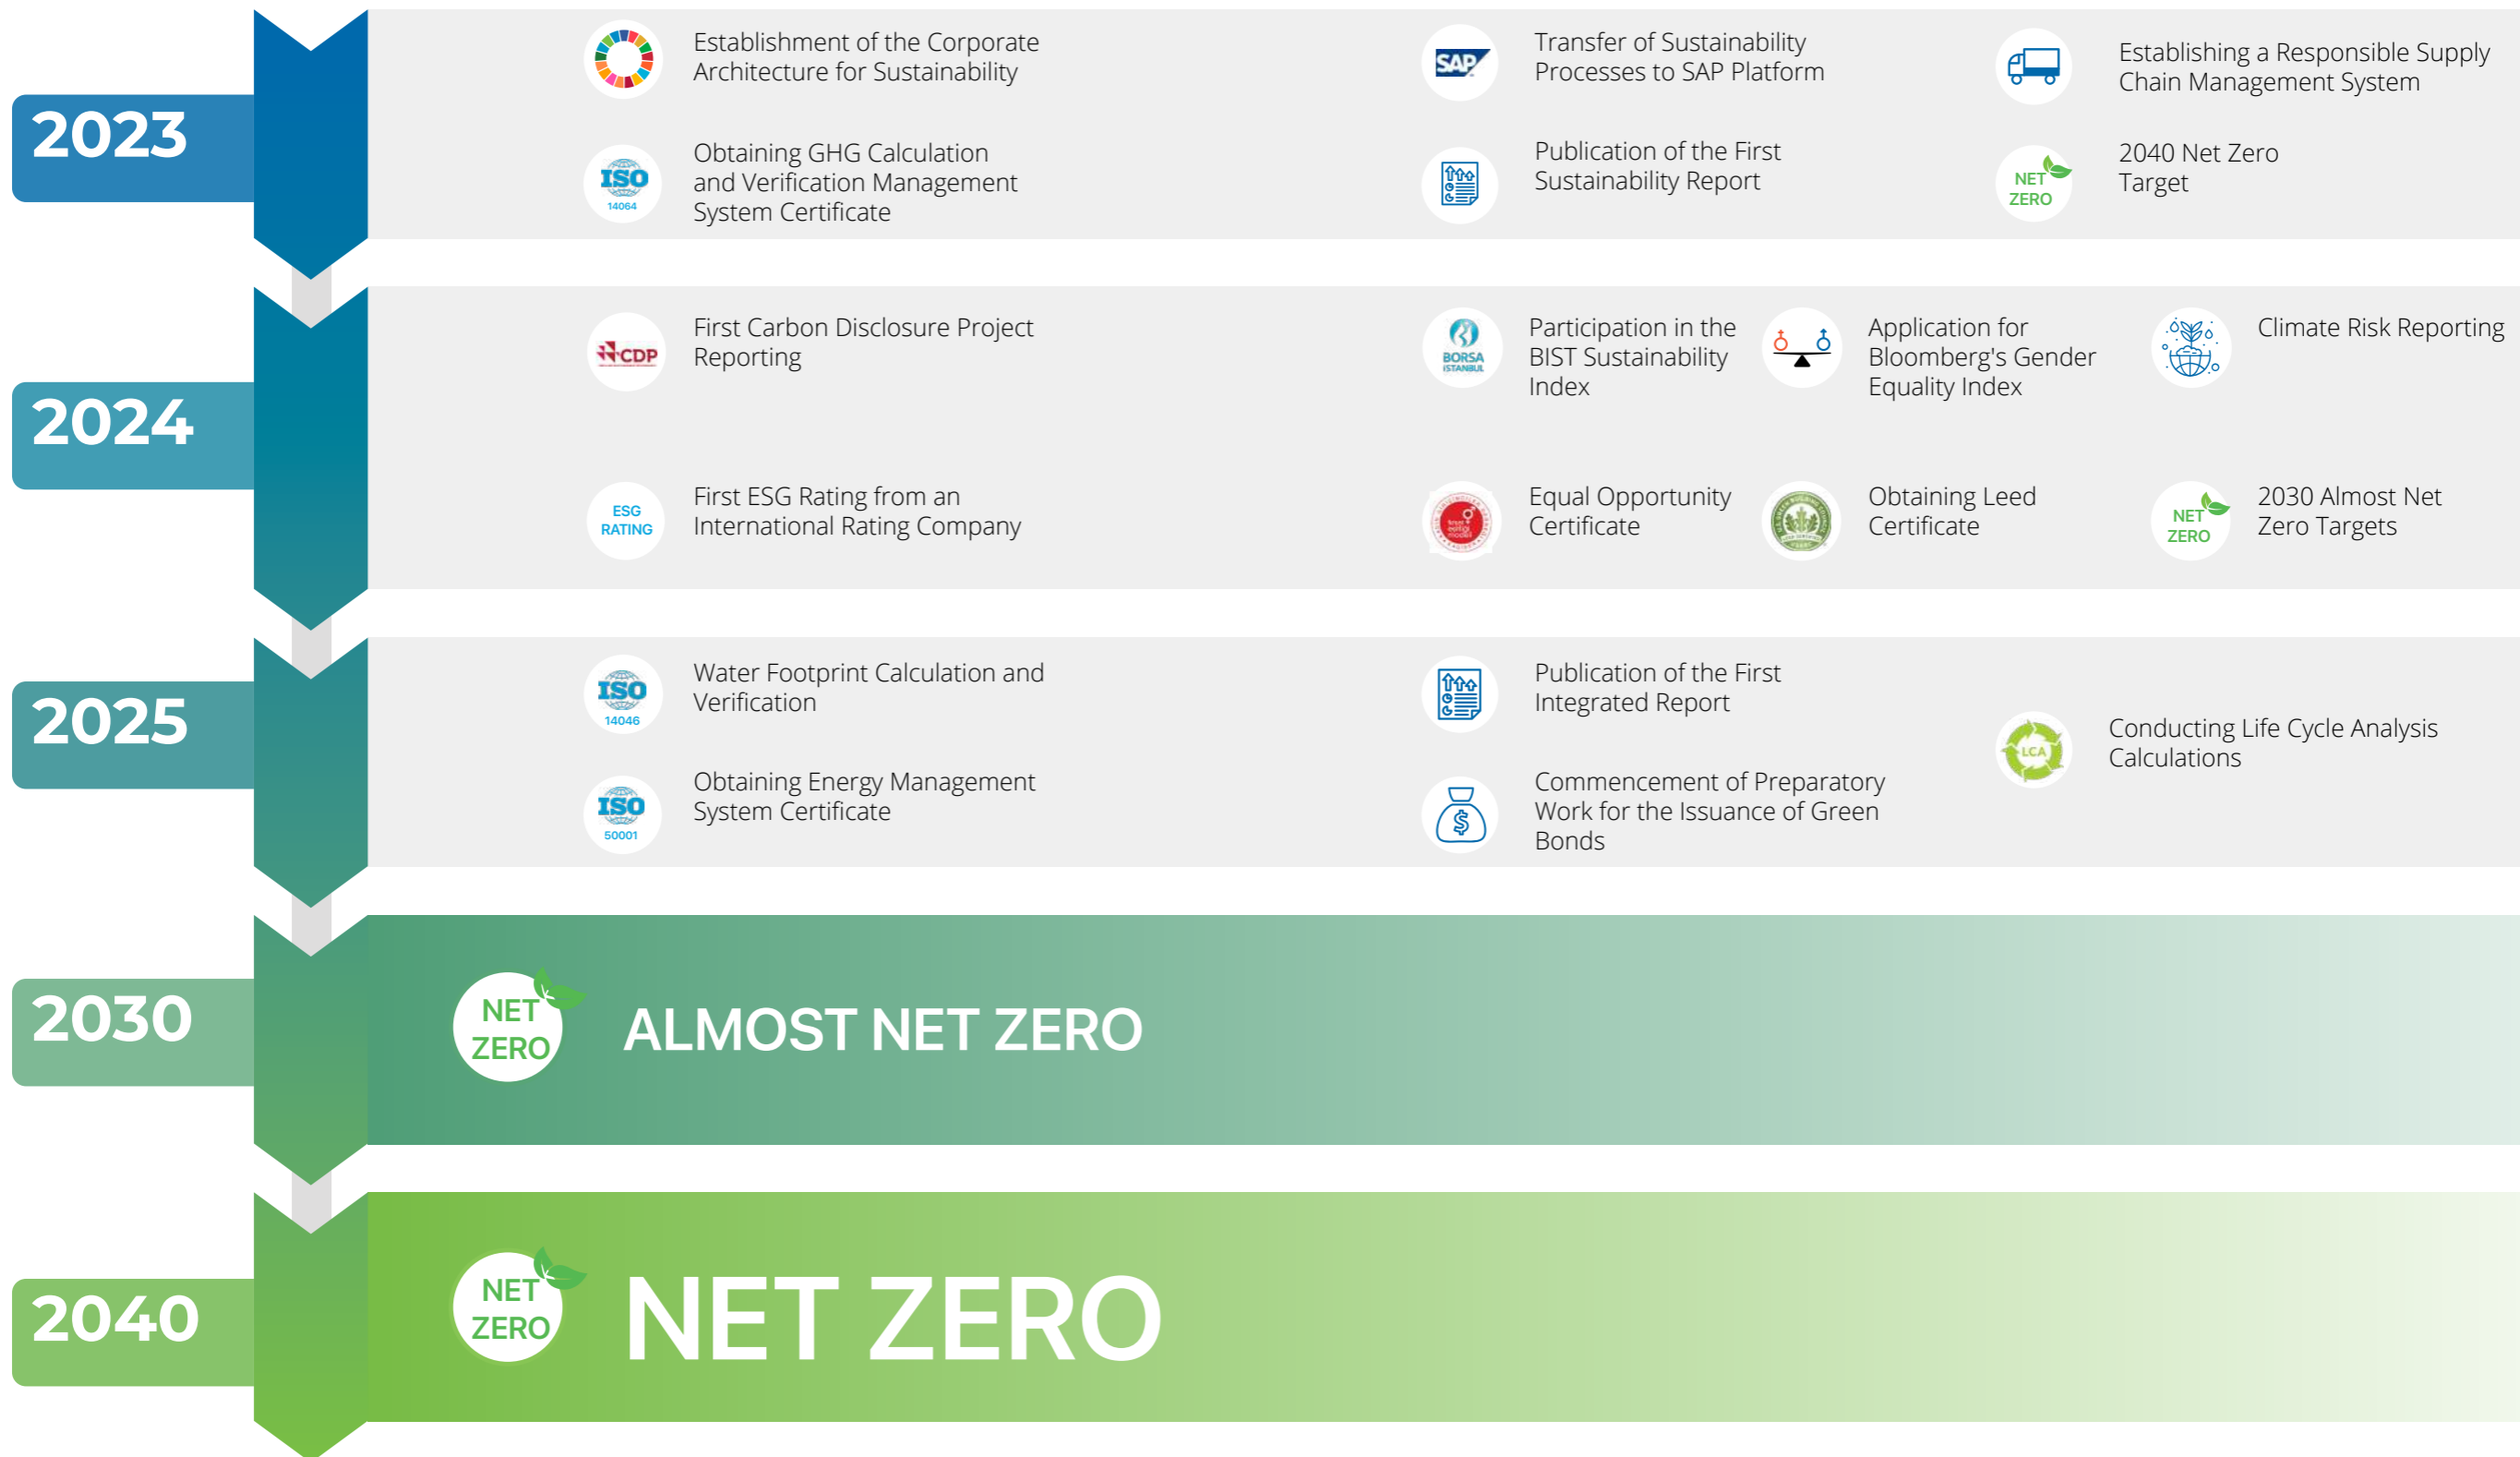 2023
Establishment of the Corporate
Architecture for Sustainability
SAP
Transfer of Sustainability
Processes to SAP Platform
Establishing a Responsible Supply
Chain Management System
ISO
14064
Obtaining GHG Calculation
and Verification Management
System Certificate
Publication of the First
Sustainability Report
NET
ZERO
2040 Net Zero
Target
2024
CDP
First Carbon Disclosure Project
Reporting
BORSA
İSTANBUL
Participation in the
BIST Sustainability
Index
Application for
Bloomberg's Gender
Equality Index
Climate Risk Reporting
ESG
RATING
First ESG Rating from an
International Rating Company
Equal Opportunity
Certificate
Obtaining Leed
Certificate
NET
ZERO
2030 Almost Net
Zero Targets
2025
ISO
14046
Water Footprint Calculation and
Verification
Publication of the First
Integrated Report
LCA
Conducting Life Cycle Analysis
Calculations
ISO
50001
Obtaining Energy Management
System Certificate
$
Commencement of Preparatory
Work for the Issuance of Green
Bonds
2030
NET
ZERO
ALMOST NET ZERO
2040
NET
ZERO
NET ZERO